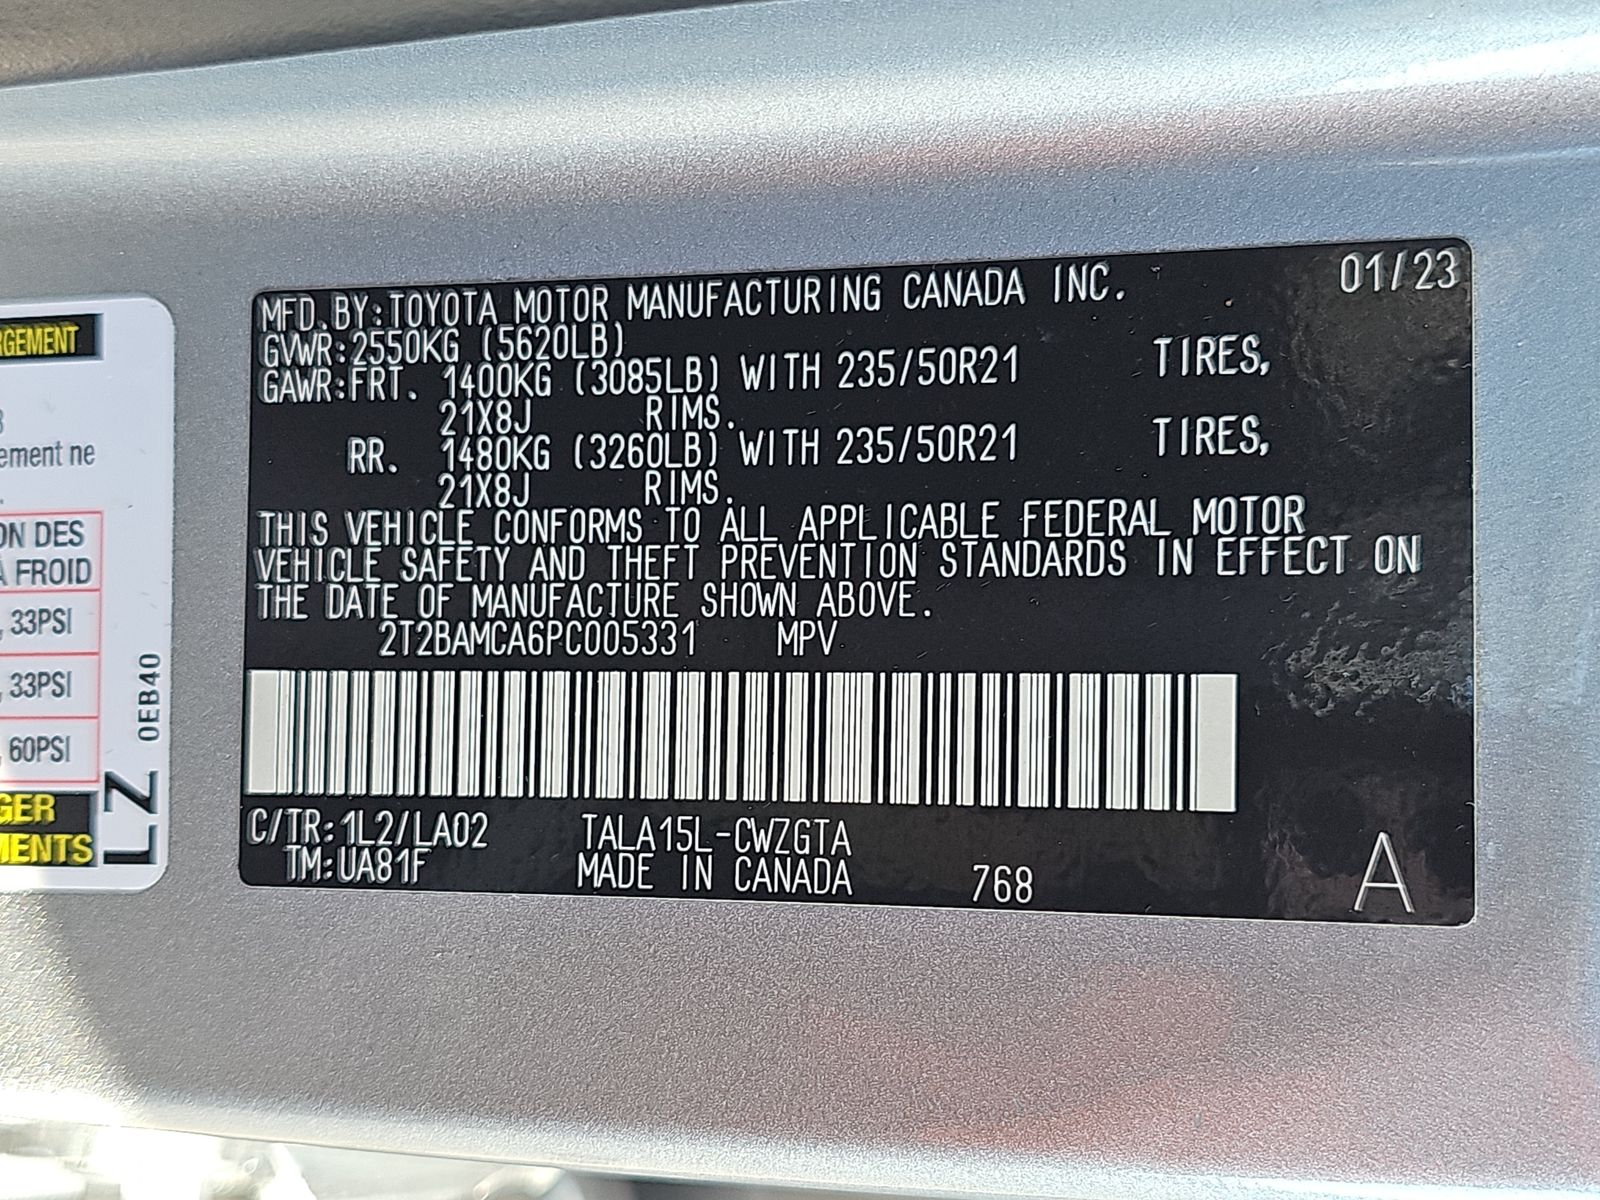 RGEMENT
ement ne
ON DES
A FROID
, 33PSI
, 33PSI
, 60PSI
GER
MENTS
LZ 0EB40
MFD.BY:TOYOTA MOTOR MANUFACTURING CANADA INC. 01/23
GVWR:2550KG (5620LB)
GAWR:FRT. 1400KG (3085LB) WITH 235/50R21 TIRES,
21X8J RIMS.
RR. 1480KG (3260LB) WITH 235/50R21 TIRES,
21X8J RIMS.
THIS VEHICLE CONFORMS TO ALL APPLICABLE FEDERAL MOTOR
VEHICLE SAFETY AND THEFT PREVENTION STANDARDS IN EFFECT ON
THE DATE OF MANUFACTURE SHOWN ABOVE.
2T2BAMCA6PC005331 MPV
C/TR:1L2/LA02 TALA15L-CWZGTA
TM:UA81F MADE IN CANADA 768 A